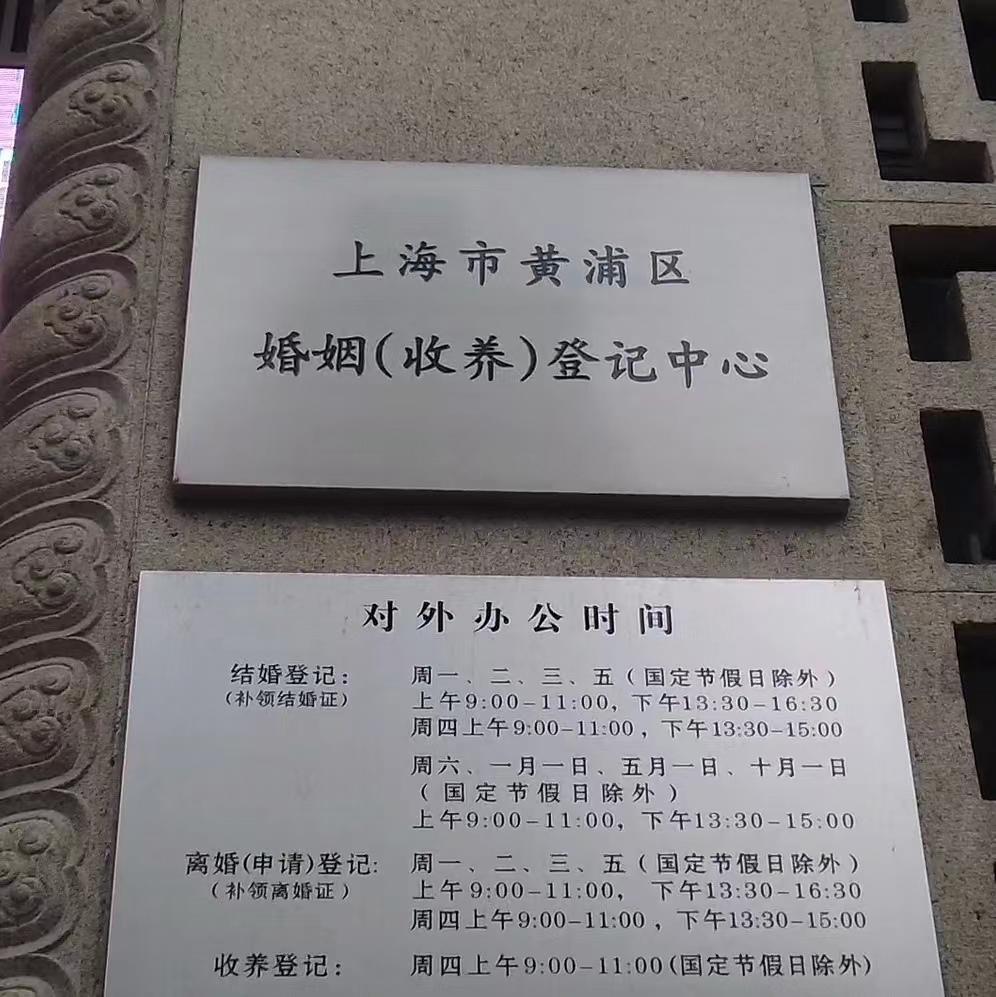 上海市黄浦区
婚姻(收养)登记中心
对外办公时间
结婚登记: 周一、二、三、五(国定节假日除外)
(补领结婚证) 上午9:00-11:00, 下午13:30-16:30
周四上午9:00-11:00, 下午13:30-15:00
周六、一月一日、五月一日、十月一日
(国定节假日除外)
上午9:00-11:00, 下午13:30-15:00
离婚(申请)登记: 周一、二、三、五(国定节假日除外)
(补领离婚证) 上午9:00-11:00, 下午13:30-16:30
周四上午9:00-11:00, 下午13:30-15:00
收养登记: 周四上午9:00-11:00(国定节假日除外)